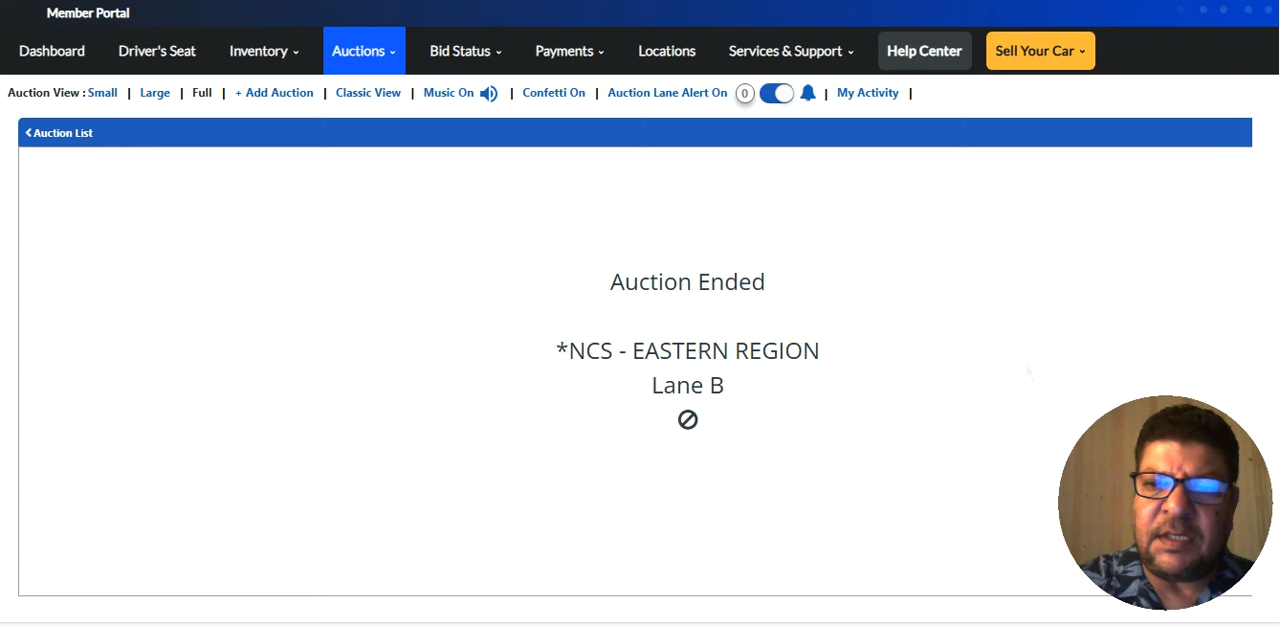 Member Portal
Dashboard Driver's Seat Inventory Auctions Bid Status Payments Locations Services & Support Help Center Sell Your Car
Auction View : Small | Large | Full | + Add Auction | Classic View | Music On | Confetti On | Auction Lane Alert On 0 | My Activity |
Auction List
Auction Ended
*NCS - EASTERN REGION
Lane B